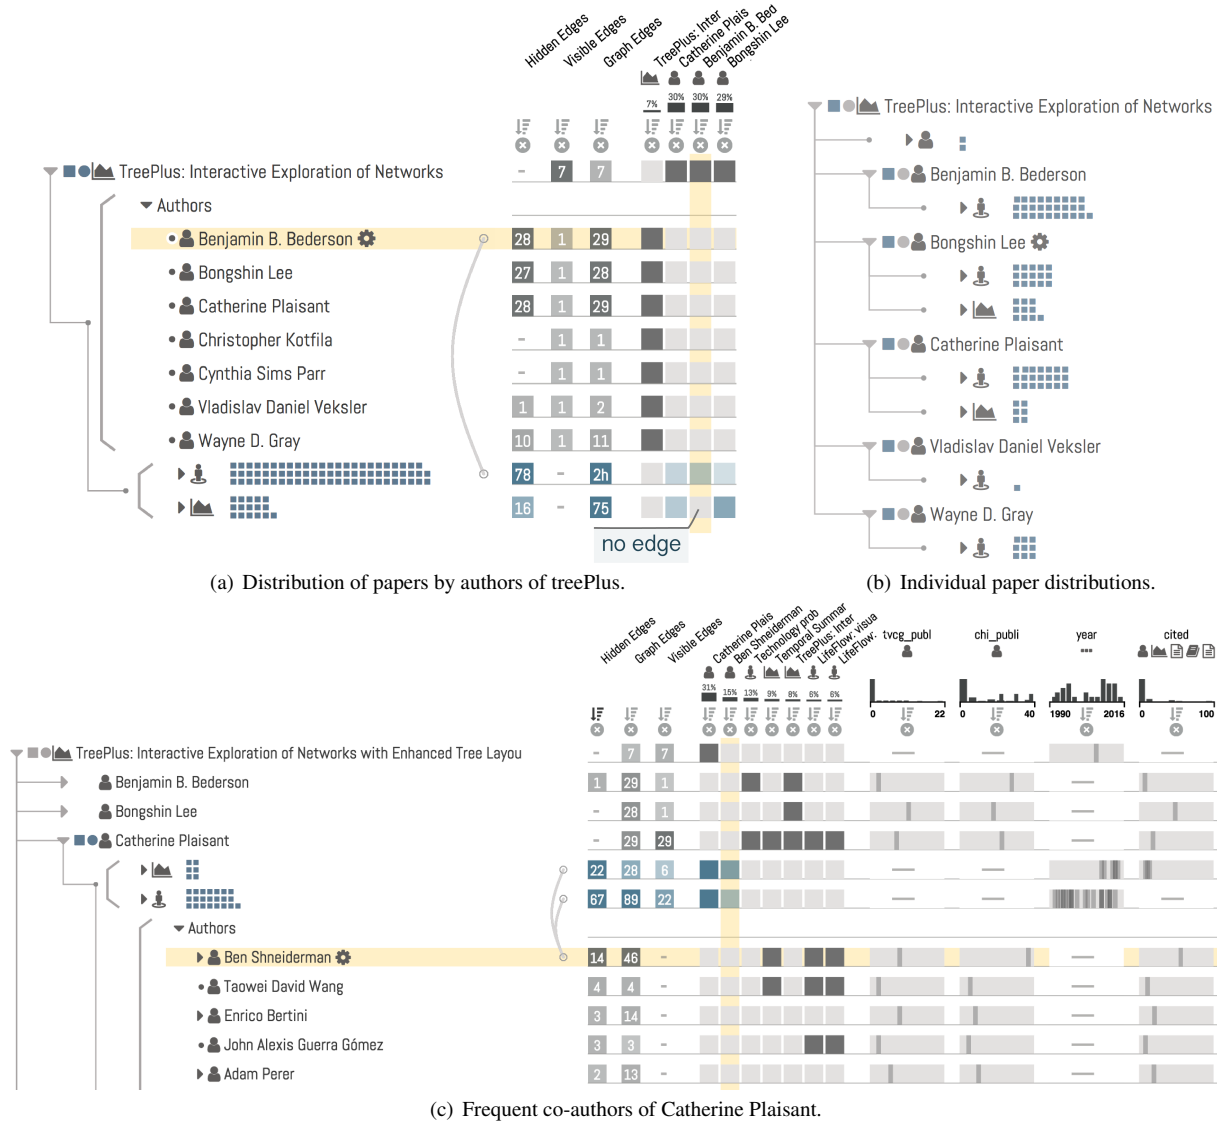 Hidden Edges
Visible Edges
Graph Edges
TreePlus: Inter
Catherine Plais
Benjamin B. Bed
Bongshin Lee
7% 30% 30% 29%
TreePlus: Interactive Exploration of Networks - 7 7
Authors
Benjamin B. Bederson 28 1 29
Bongshin Lee 27 1 28
Catherine Plaisant 28 1 29
Christopher Kotfila - 1 1
Cynthia Sims Parr - 1 1
Vladislav Daniel Veksler 1 1 2
Wayne D. Gray 10 1 11
78 - 2h
16 - 75
no edge
(a) Distribution of papers by authors of treePlus.
TreePlus: Interactive Exploration of Networks
Benjamin B. Bederson
Bongshin Lee
Catherine Plaisant
Vladislav Daniel Veksler
Wayne D. Gray
(b) Individual paper distributions.
Hidden Edges
Graph Edges
Visible Edges
Catherine Plais
Ben Shneiderman
Technology prob
Temporal Summar
TreePlus: Inter
LifeFlow: visua
LifeFlow:
31% 15% 13% 9% 8% 6% 6%
tvcg_publ chi_publi year cited
0 22 0 40 1990 2016 0 100
TreePlus: Interactive Exploration of Networks with Enhanced Tree Layou - 7 7
Benjamin B. Bederson 1 29 1
Bongshin Lee 28 1
Catherine Plaisant - 29 29
22 28 6
67 89 22
Authors
Ben Shneiderman 14 46 -
Taowei David Wang 4 4 -
Enrico Bertini 3 14 -
John Alexis Guerra Gómez 3 3 -
Adam Perer 2 13 -
(c) Frequent co-authors of Catherine Plaisant.